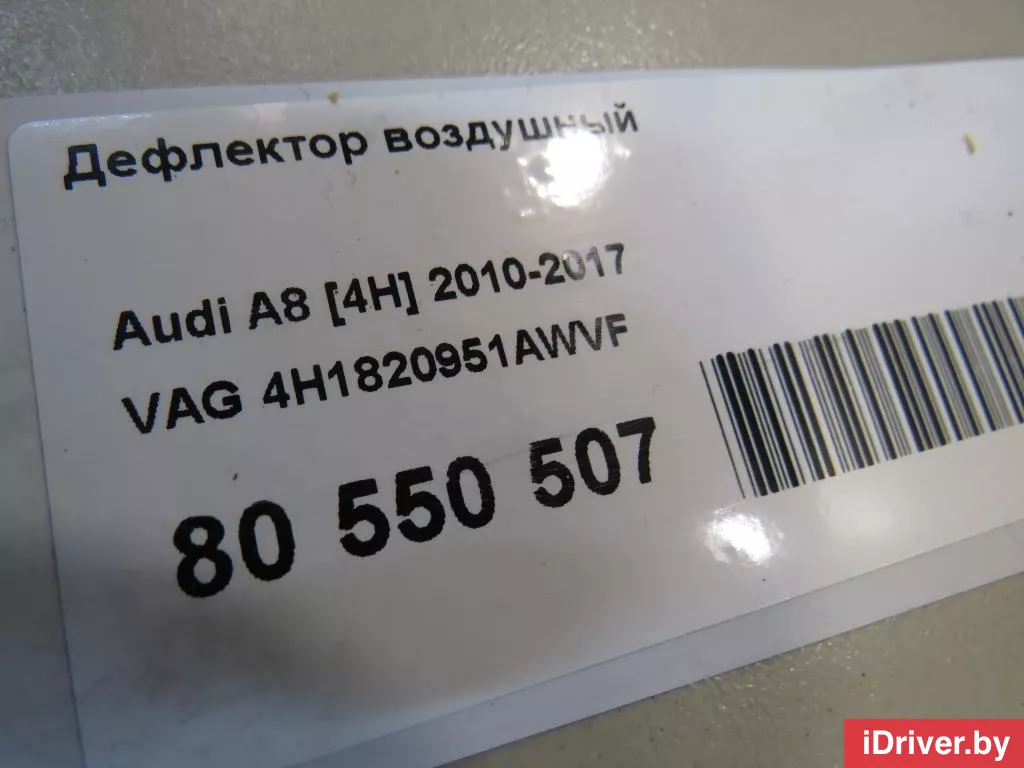 Дефлектор воздушный
Audi A8 [4H] 2010-2017
VAG 4H1820951AWVF
80 550 507
iDriver.by